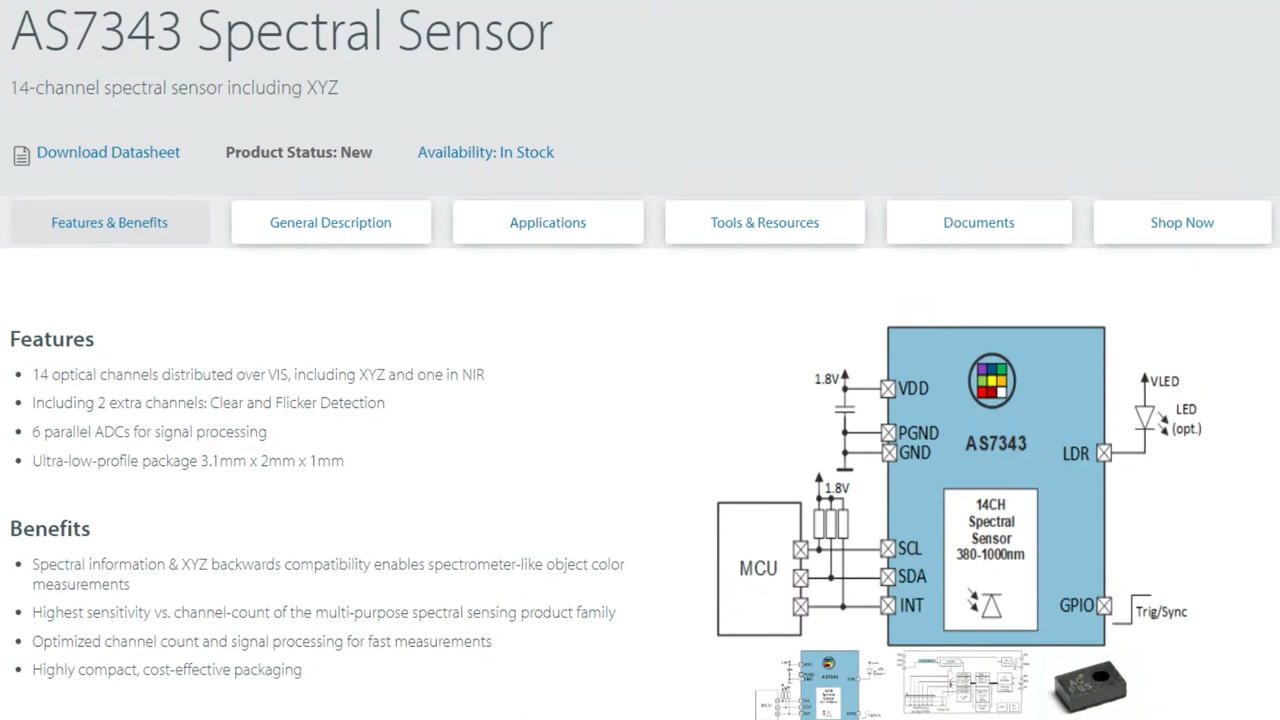 AS7343 Spectral Sensor
14-channel spectral sensor including XYZ
Download Datasheet
Product Status: New
Availability: In Stock
Features & Benefits
General Description
Applications
Tools & Resources
Documents
Shop Now
Features
14 optical channels distributed over VIS, including XYZ and one in NIR
Including 2 extra channels: Clear and Flicker Detection
6 parallel ADCs for signal processing
Ultra-low-profile package 3.1mm x 2mm x 1mm
Benefits
Spectral information & XYZ backwards compatibility enables spectrometer-like object color
measurements
Highest sensitivity vs. channel-count of the multi-purpose spectral sensing product family
Optimized channel count and signal processing for fast measurements
Highly compact, cost-effective packaging
1.8V
VDD
PGND
GND
AS7343
LDR
VLED
LED
(opt.)
1.8V
MCU
SCL
SDA
INT
14CH
Spectral
Sensor
380-1000nm
GPIO
Trig/Sync